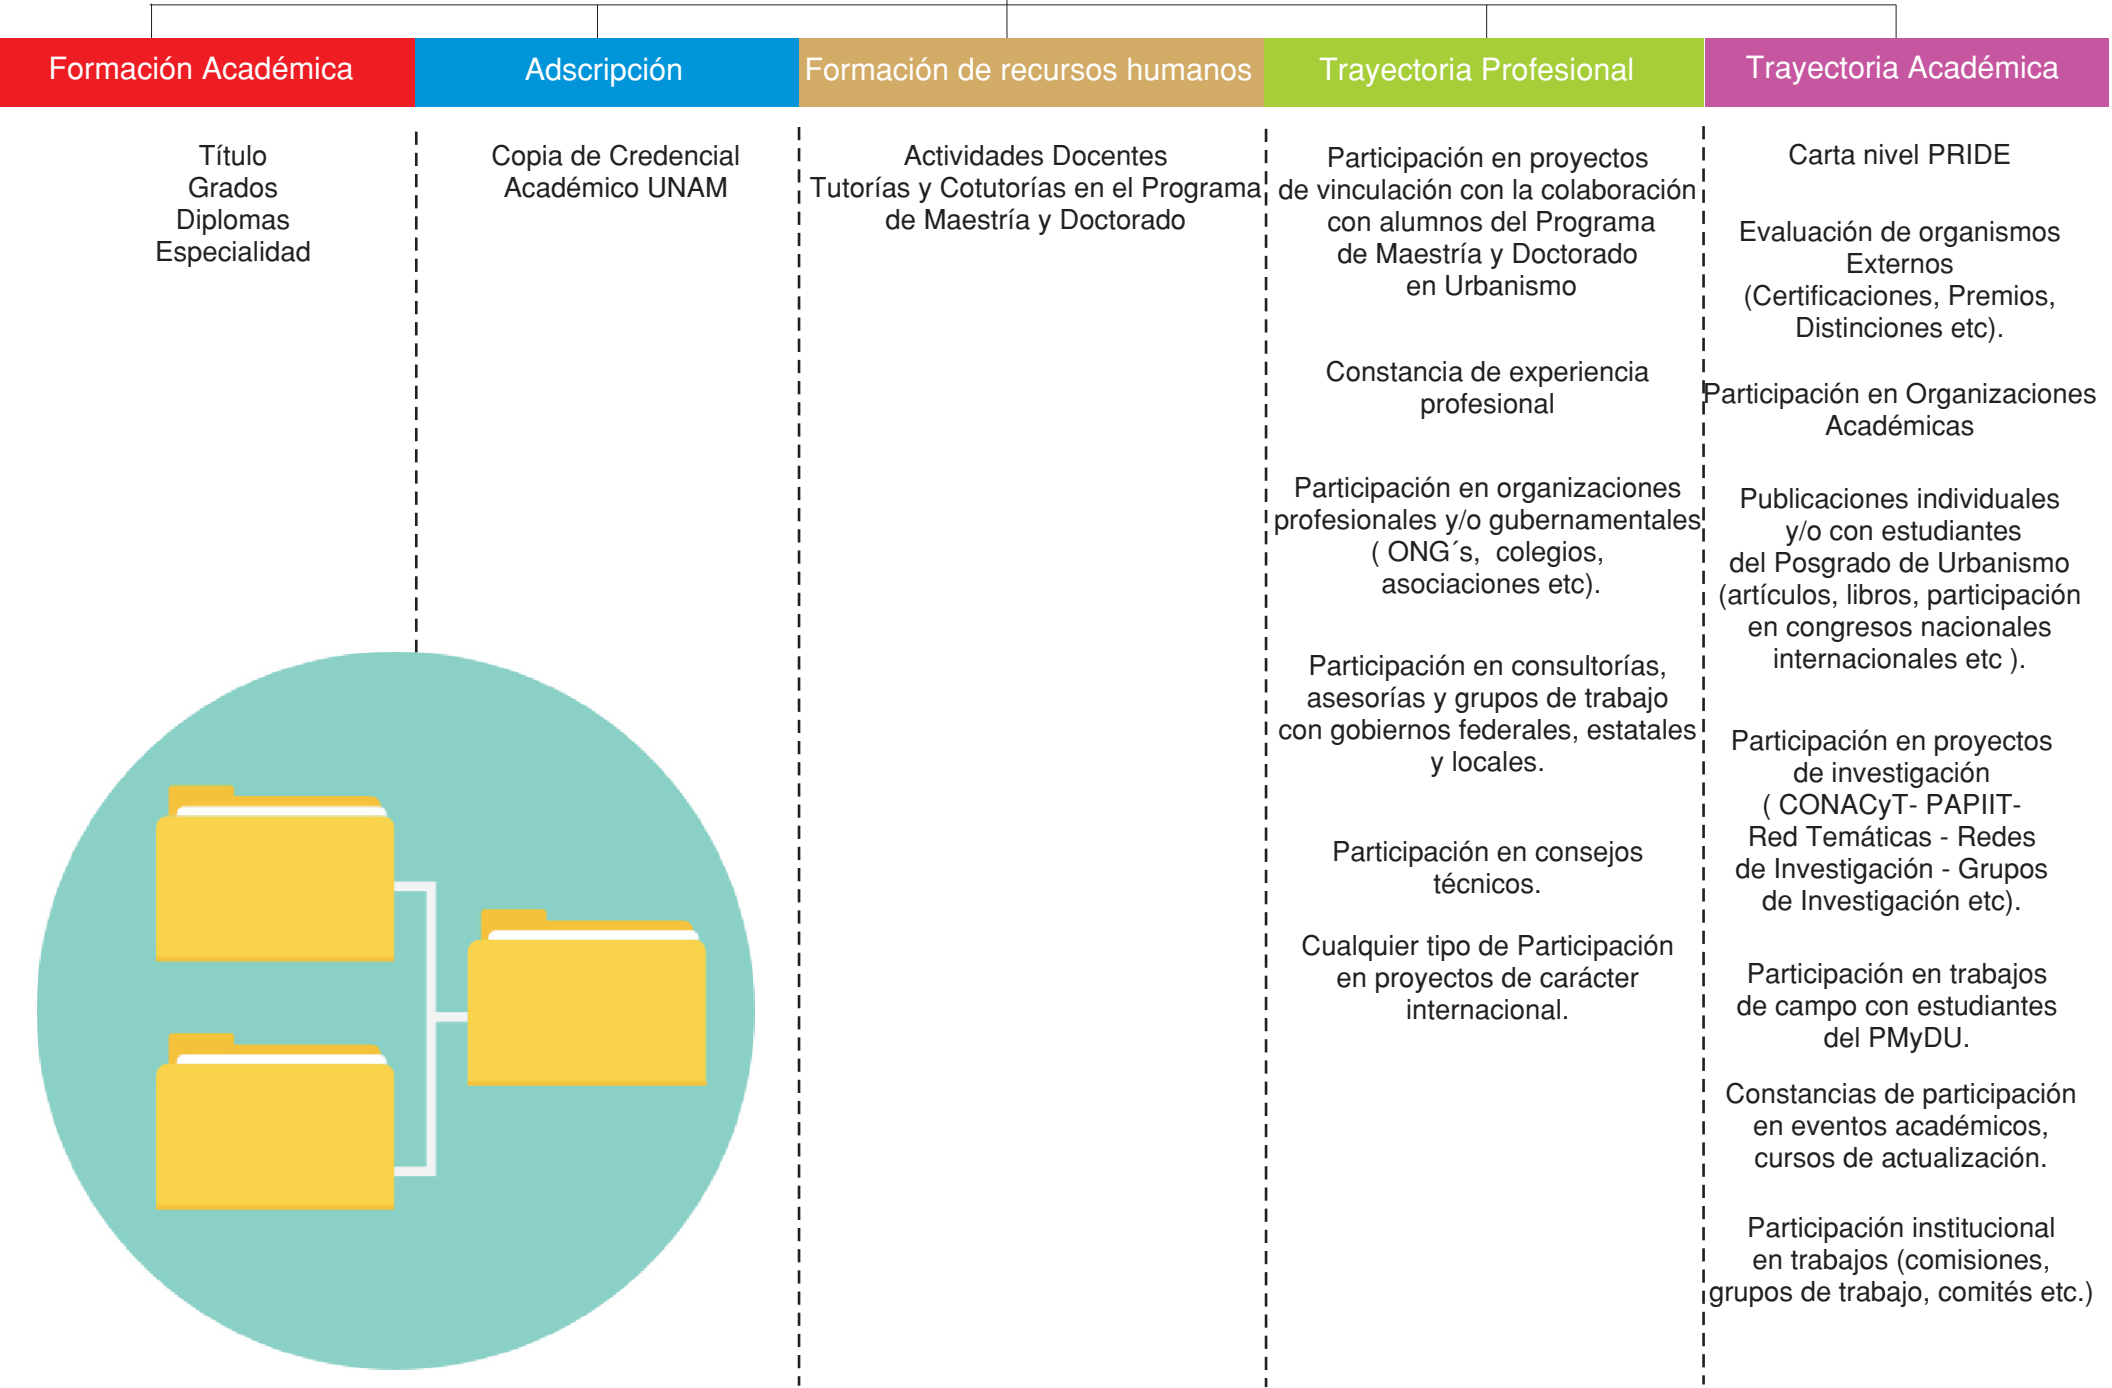 Formación Académica
Adscripción
Formación de recursos humanos
Trayectoria Profesional
Trayectoria Académica
Título
Grados
Diplomas
Especialidad
Copia de Credencial
Académico UNAM
Actividades Docentes
Tutorías y Cotutorías en el Programa
de Maestría y Doctorado
Participación en proyectos
de vinculación con la colaboración
con alumnos del Programa
de Maestría y Doctorado
en Urbanismo
Constancia de experiencia
profesional
Participación en organizaciones
profesionales y/o gubernamentales
( ONG´s, colegios,
asociaciones etc).
Participación en consultorías,
asesorías y grupos de trabajo
con gobiernos federales, estatales
y locales.
Participación en consejos
técnicos.
Cualquier tipo de Participación
en proyectos de carácter
internacional.
Carta nivel PRIDE
Evaluación de organismos
Externos
(Certificaciones, Premios,
Distinciones etc).
Participación en Organizaciones
Académicas
Publicaciones individuales
y/o con estudiantes
del Posgrado de Urbanismo
(artículos, libros, participación
en congresos nacionales
internacionales etc ).
Participación en proyectos
de investigación
( CONACyT- PAPIIT-
Red Temáticas - Redes
de Investigación - Grupos
de Investigación etc).
Participación en trabajos
de campo con estudiantes
del PMyDU.
Constancias de participación
en eventos académicos,
cursos de actualización.
Participación institucional
en trabajos (comisiones,
grupos de trabajo, comités etc.)